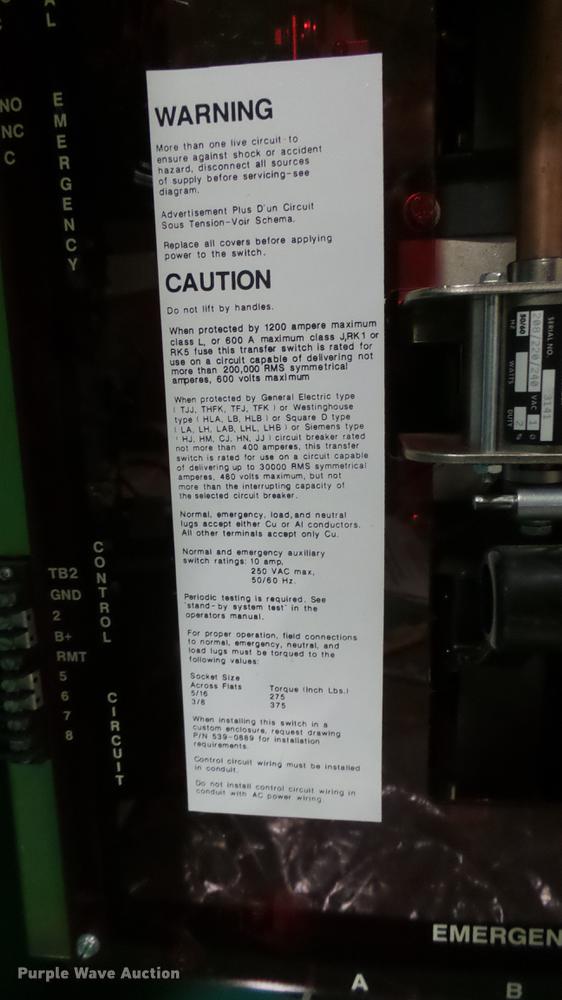 AL
NO
NC
C
EMERGENCY
WARNING
More than one live circuit-to
ensure against shock or accident
hazard, disconnect all sources
of supply before servicing-see
diagram.
Advertisement Plus D'un Circuit
Sous Tension-Voir Schema.
Replace all covers before applying
power to the switch.
CAUTION
Do not lift by handles.
When protected by 1200 ampere maximum
class L, or 600 A maximum class J,RK1 or
RK5 fuse this transfer switch is rated for
use on a circuit capable of delivering not
more than 200,000 RMS symmetrical
amperes, 600 volts maximum
When protected by General Electric type
( TJJ, THFK, TFJ, TFK ) or Westinghouse
type ( HLA, LB, HLB ) or Square D type
( LA, LH, LAB, LHL, LHB ) or Siemens type
( HJ, HM, CJ, HN, JJ ) circuit breaker rated
not more than 400 amperes, this transfer
switch is rated for use on a circuit capable
of delivering up to 30000 RMS symmetrical
amperes, 480 volts maximum, but not
more than the interrupting capacity of
the selected circuit breaker.
Normal, emergency, load,and neutral
lugs accept either Cu or Al conductors.
All other terminals accept only Cu.
Normal and emergency auxiliary
switch ratings: 10 amp,
250 VAC max,
50/60 Hz.
Periodic testing is required. See
"stand-by system test" in the
operators manual.
For proper operation, field connections
to normal, emergency, neutral, and
load lugs must be torqued to the
following values:
Socket Size
Across Flats Torque (Inch Lbs.)
5/16 275
3/8 375
When installing this switch in a
custom enclosure, request drawing
P/N 539-0889 for installation
requirements.
Control circuit wiring must be installed
in conduit.
Do not install control circuit wiring in
conduit with AC power wiring.
SERIAL NO. 3141
208/220/240 VAC 1 O
50/60 HZ WATTS DUTY 2 %
CONTROL
CIRCUIT
TB2
GND
2
B+
RMT
5
6
7
8
EMERGEN
A
B
Purple Wave Auction